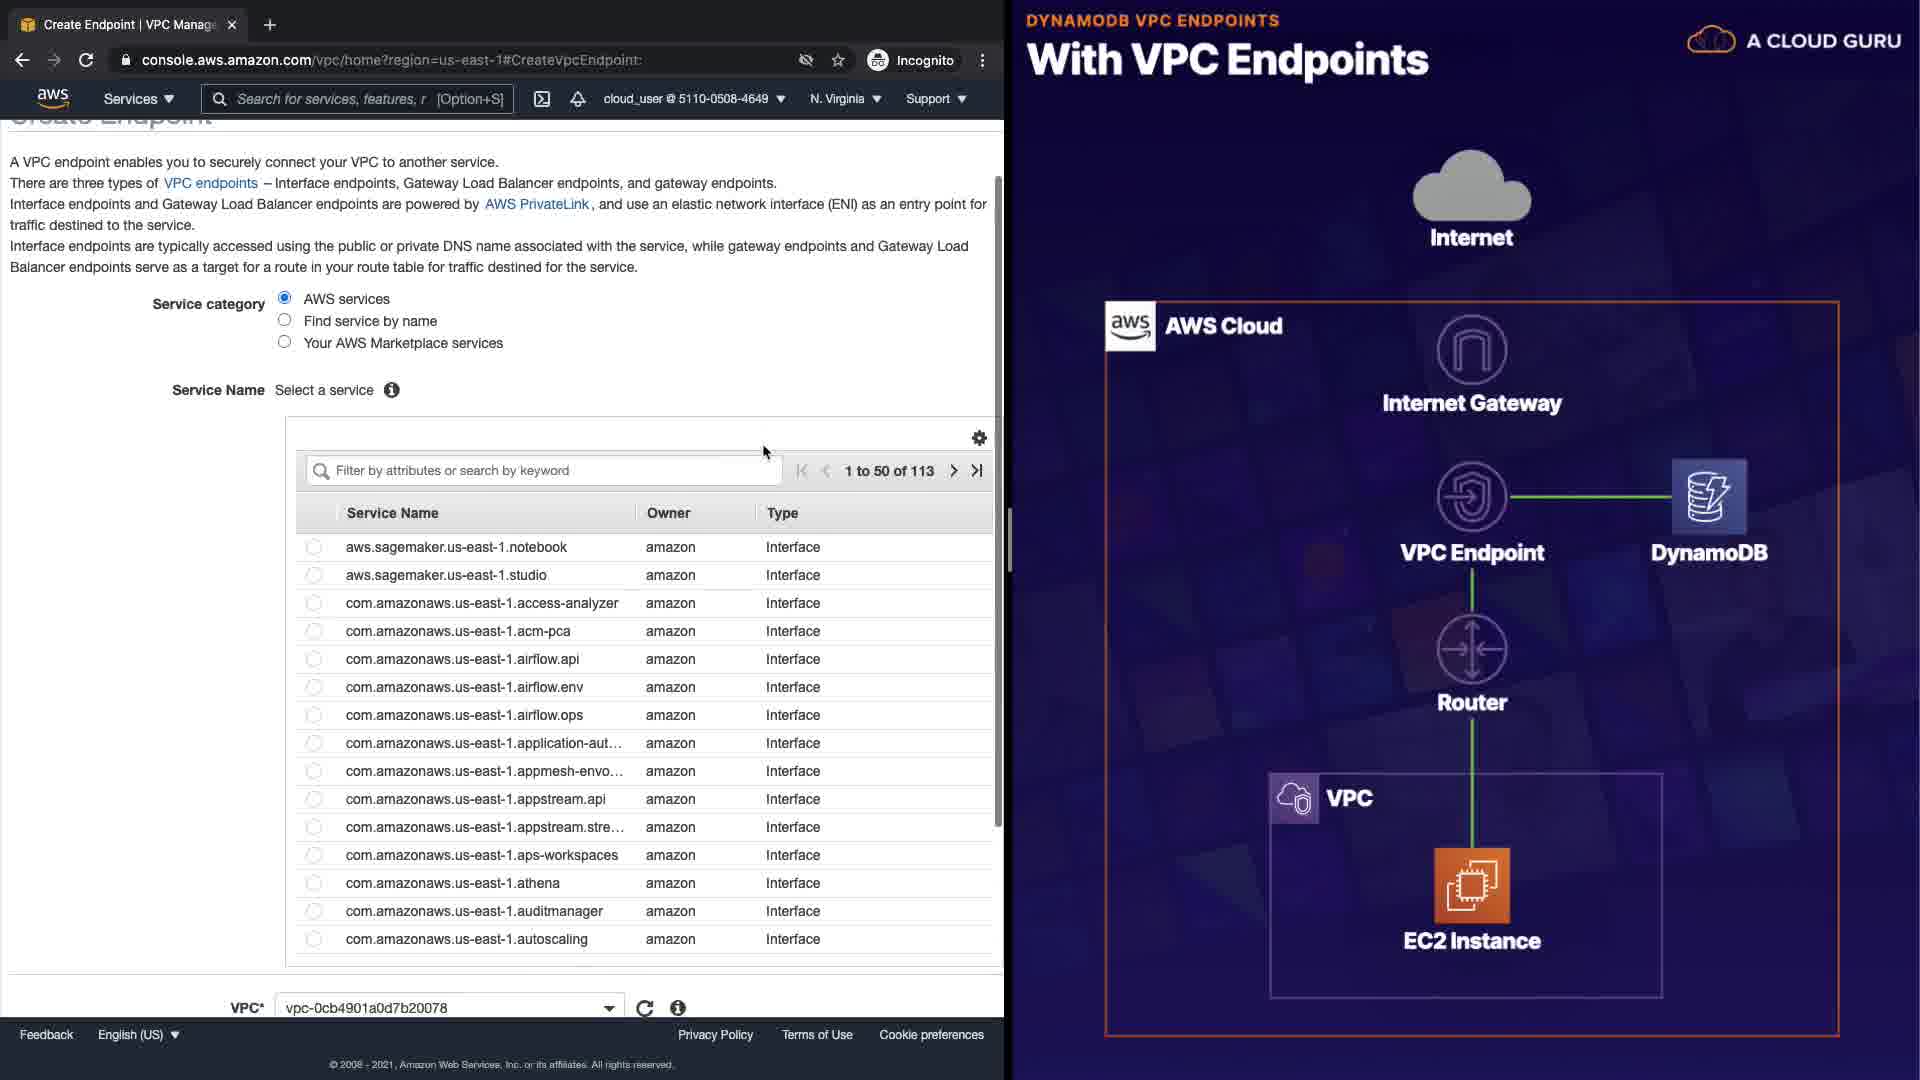 Create Endpoint | VPC Manage
console.aws.amazon.com/vpc/home?region=us-east-1#CreateVpcEndpoint:
Incognito
aws
Services
Search for services, features, r
[Option+S]
cloud_user @ 5110-0508-4649
N. Virginia
Support
Create Endpoint
A VPC endpoint enables you to securely connect your VPC to another service.
There are three types of VPC endpoints – Interface endpoints, Gateway Load Balancer endpoints, and gateway endpoints.
Interface endpoints and Gateway Load Balancer endpoints are powered by AWS PrivateLink, and use an elastic network interface (ENI) as an entry point for
traffic destined to the service.
Interface endpoints are typically accessed using the public or private DNS name associated with the service, while gateway endpoints and Gateway Load
Balancer endpoints serve as a target for a route in your route table for traffic destined for the service.
Service category
AWS services
Find service by name
Your AWS Marketplace services
Service Name Select a service
Filter by attributes or search by keyword
1 to 50 of 113
Service Name Owner Type
aws.sagemaker.us-east-1.notebook amazon Interface
aws.sagemaker.us-east-1.studio amazon Interface
com.amazonaws.us-east-1.access-analyzer amazon Interface
com.amazonaws.us-east-1.acm-pca amazon Interface
com.amazonaws.us-east-1.airflow.api amazon Interface
com.amazonaws.us-east-1.airflow.env amazon Interface
com.amazonaws.us-east-1.airflow.ops amazon Interface
com.amazonaws.us-east-1.application-aut... amazon Interface
com.amazonaws.us-east-1.appmesh-envo... amazon Interface
com.amazonaws.us-east-1.appstream.api amazon Interface
com.amazonaws.us-east-1.appstream.stre... amazon Interface
com.amazonaws.us-east-1.aps-workspaces amazon Interface
com.amazonaws.us-east-1.athena amazon Interface
com.amazonaws.us-east-1.auditmanager amazon Interface
com.amazonaws.us-east-1.autoscaling amazon Interface
VPC* vpc-0cb4901a0d7b20078
Feedback
English (US)
Privacy Policy
Terms of Use
Cookie preferences
© 2008 - 2021, Amazon Web Services, Inc. or its affiliates. All rights reserved.
DYNAMODB VPC ENDPOINTS
With VPC Endpoints
A CLOUD GURU
Internet
aws
AWS Cloud
Internet Gateway
VPC Endpoint
DynamoDB
Router
VPC
EC2 Instance